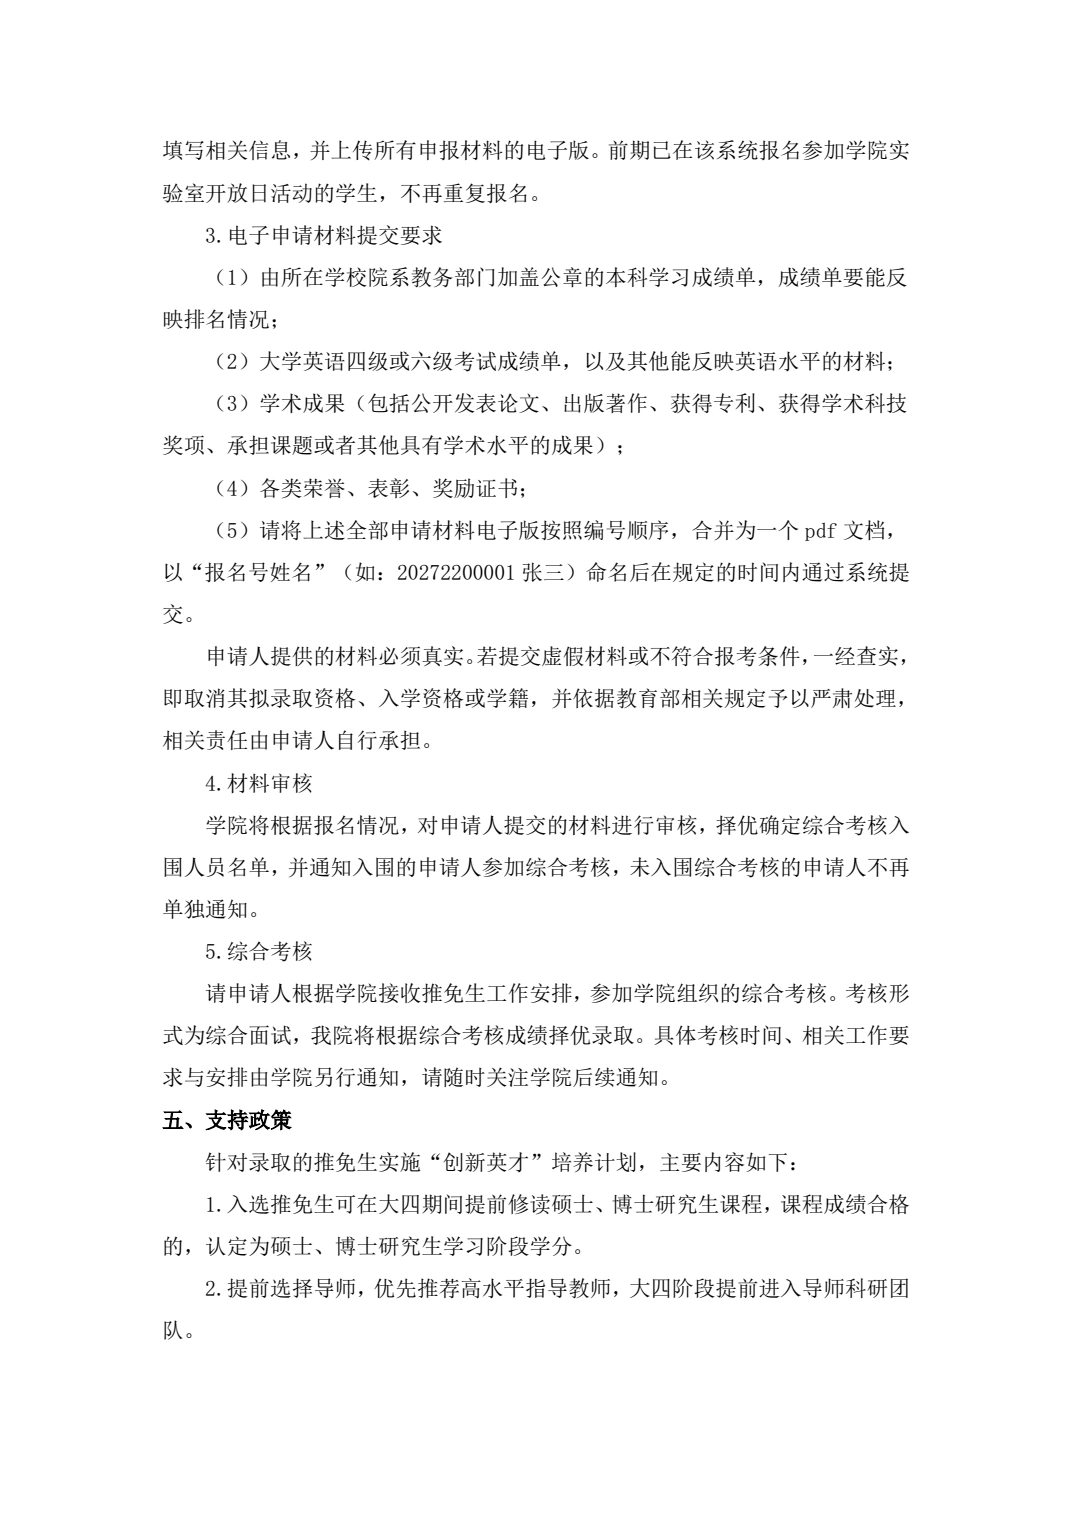 填写相关信息，并上传所有申报材料的电子版。前期已在该系统报名参加学院实
验室开放日活动的学生，不再重复报名。
3.电子申请材料提交要求
（1）由所在学校院系教务部门加盖公章的本科学习成绩单，成绩单要能反
映排名情况；
（2）大学英语四级或六级考试成绩单，以及其他能反映英语水平的材料；
（3）学术成果（包括公开发表论文、出版著作、获得专利、获得学术科技
奖项、承担课题或者其他具有学术水平的成果）；
（4）各类荣誉、表彰、奖励证书；
（5）请将上述全部申请材料电子版按照编号顺序，合并为一个 pdf 文档，
以“报名号姓名”（如：20272200001 张三）命名后在规定的时间内通过系统提
交。
申请人提供的材料必须真实。若提交虚假材料或不符合报考条件，一经查实，
即取消其拟录取资格、入学资格或学籍，并依据教育部相关规定予以严肃处理，
相关责任由申请人自行承担。
4.材料审核
学院将根据报名情况，对申请人提交的材料进行审核，择优确定综合考核入
围人员名单，并通知入围的申请人参加综合考核，未入围综合考核的申请人不再
单独通知。
5.综合考核
请申请人根据学院接收推免生工作安排，参加学院组织的综合考核。考核形
式为综合面试，我院将根据综合考核成绩择优录取。具体考核时间、相关工作要
求与安排由学院另行通知，请随时关注学院后续通知。
五、支持政策
针对录取的推免生实施“创新英才”培养计划，主要内容如下：
1.入选推免生可在大四期间提前修读硕士、博士研究生课程，课程成绩合格
的，认定为硕士、博士研究生学习阶段学分。
2.提前选择导师，优先推荐高水平指导教师，大四阶段提前进入导师科研团
队。